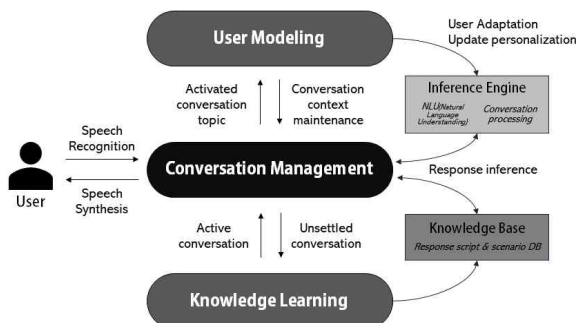 User Modeling
User Adaptation
Update personalization
Activated
conversation
topic
Conversation
context
maintenance
Inference Engine
NLU(Natural
Language
Understanding)
Conversation
processing
Speech
Recognition
Conversation Management
User
Speech
Synthesis
Response inference
Active
conversation
Unsettled
conversation
Knowledge Base
Response script & scenario DB
Knowledge Learning